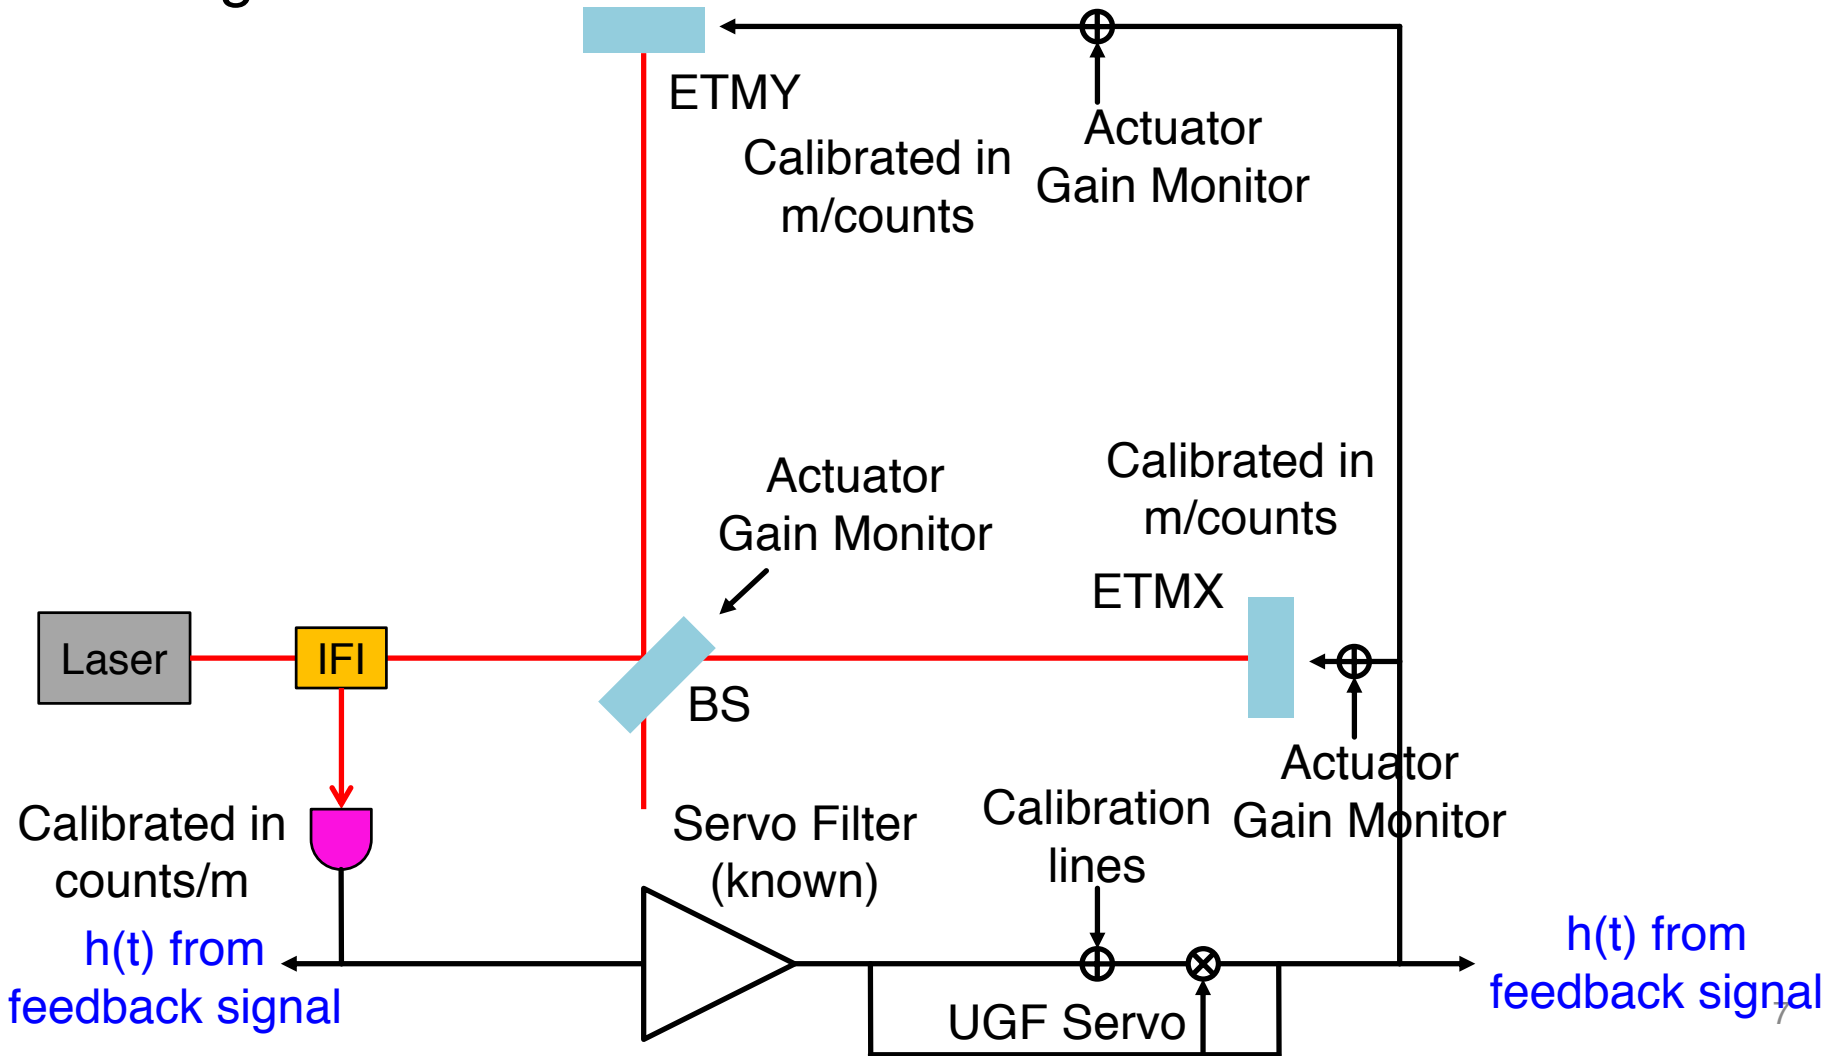 ETMY
Calibrated in
m/counts
Actuator
Gain Monitor
Actuator
Gain Monitor
Calibrated in
m/counts
ETMX
Laser
IFI
BS
Actuator
Gain Monitor
Calibrated in
counts/m
Servo Filter
(known)
Calibration
lines
h(t) from
feedback signal
UGF Servo
h(t) from
feedback signal
7